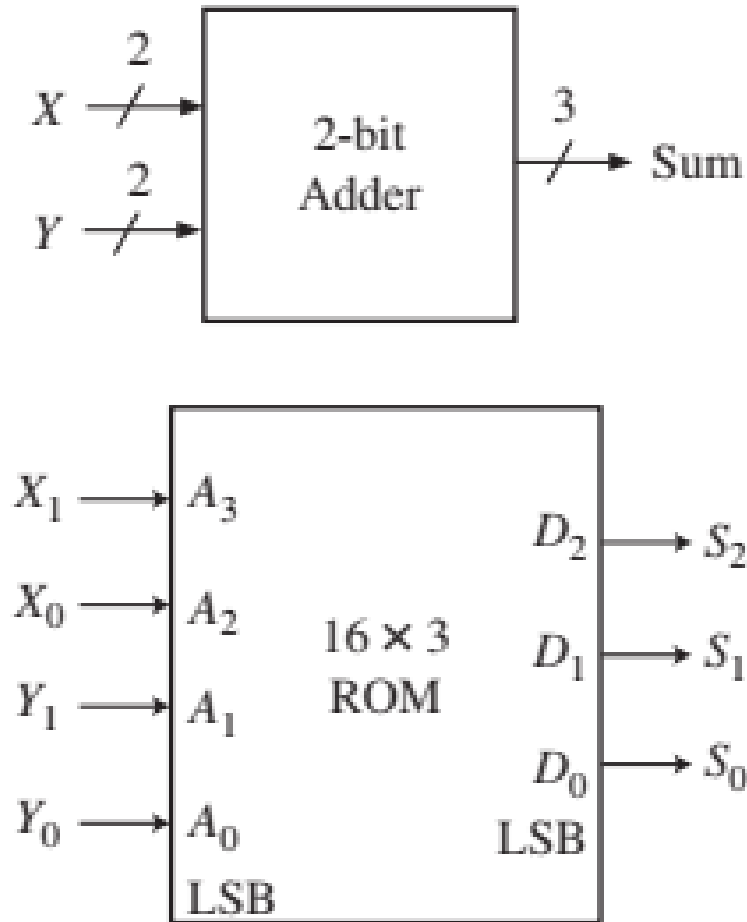 2
X
2-bit
Adder
3
Sum
2
Y
X₁
A₃
X₀
A₂
Y₁
A₁
Y₀
A₀
LSB
16 × 3
ROM
D₂
S₂
D₁
S₁
D₀
S₀
LSB